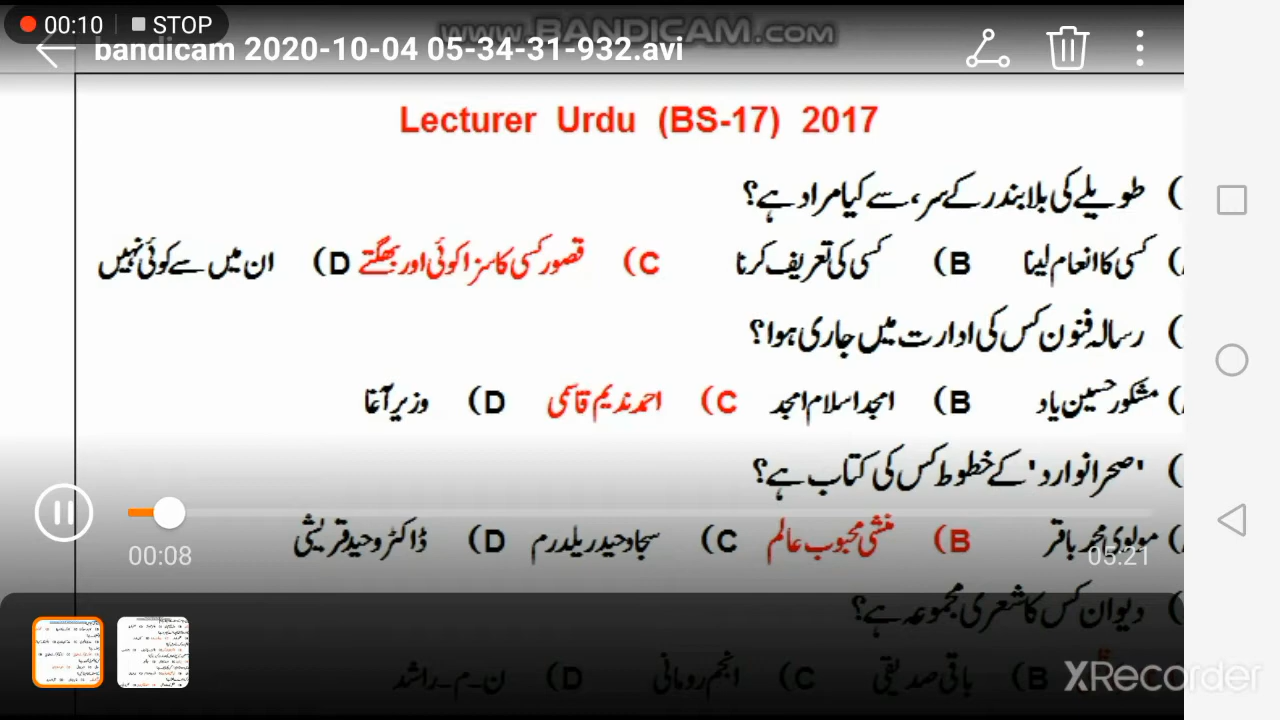 00:10 STOP
www.BANDICAM.com
bandicam 2020-10-04 05-34-31-932.avi
Lecturer Urdu (BS-17) 2017
) طویلے کی بلا بندر کے سر، سے کیا مراد ہے؟
) کسی کا انعام لینا B) کسی کی تعریف کرنا C) قصور کسی کا سزا کوئی اور بھگتے D) ان میں سے کوئی نہیں
) رسالہ فنون کس کی ادارت میں جاری ہوا؟
) مشکور حسین یاد B) امجد اسلام امجد C) احمد ندیم قاسمی D) وزیر آغا
) 'صحرا نوارد' کے خطوط کس کی کتاب ہے؟
) مولوی محمد باقر B) منشی محبوب عالم C) سجاد حیدر یلدرم D) ڈاکٹر وحید قریشی
00:08 05:21
) دیوان کس کا شعری مجموعہ ہے؟
B) باقی صدیقی C) انجم رومانی D) ن-م-راشد
XRecorder